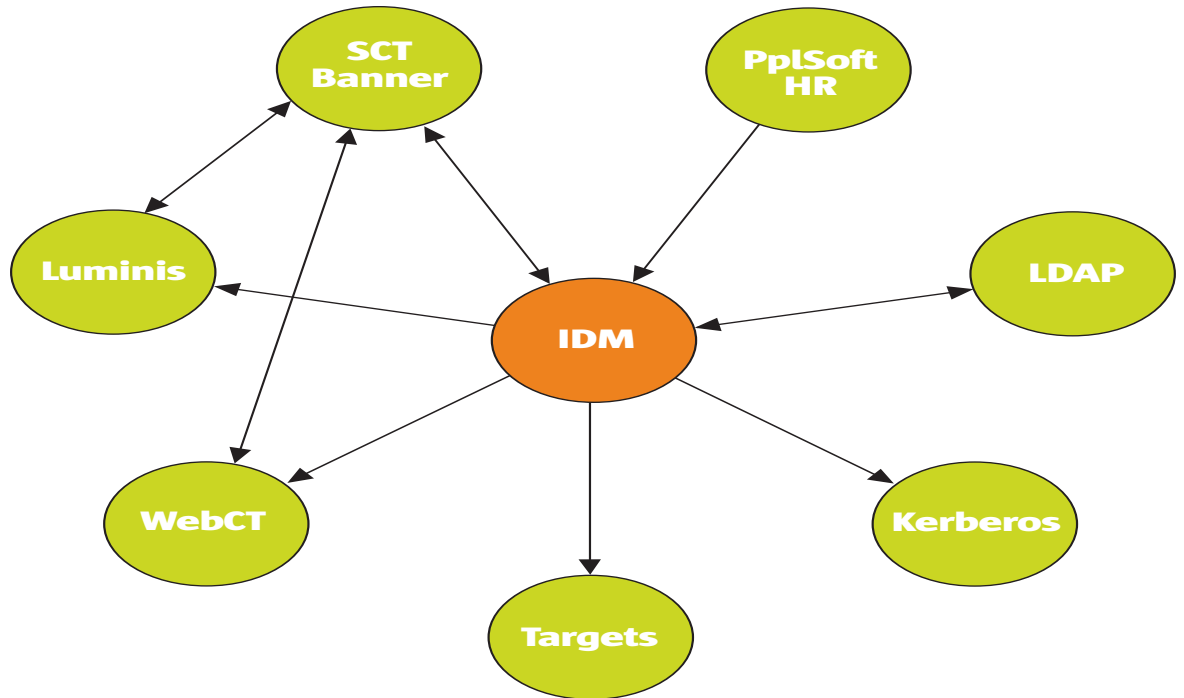 SCT
Banner
PplSoft
HR
Luminis
LDAP
IDM
WebCT
Kerberos
Targets